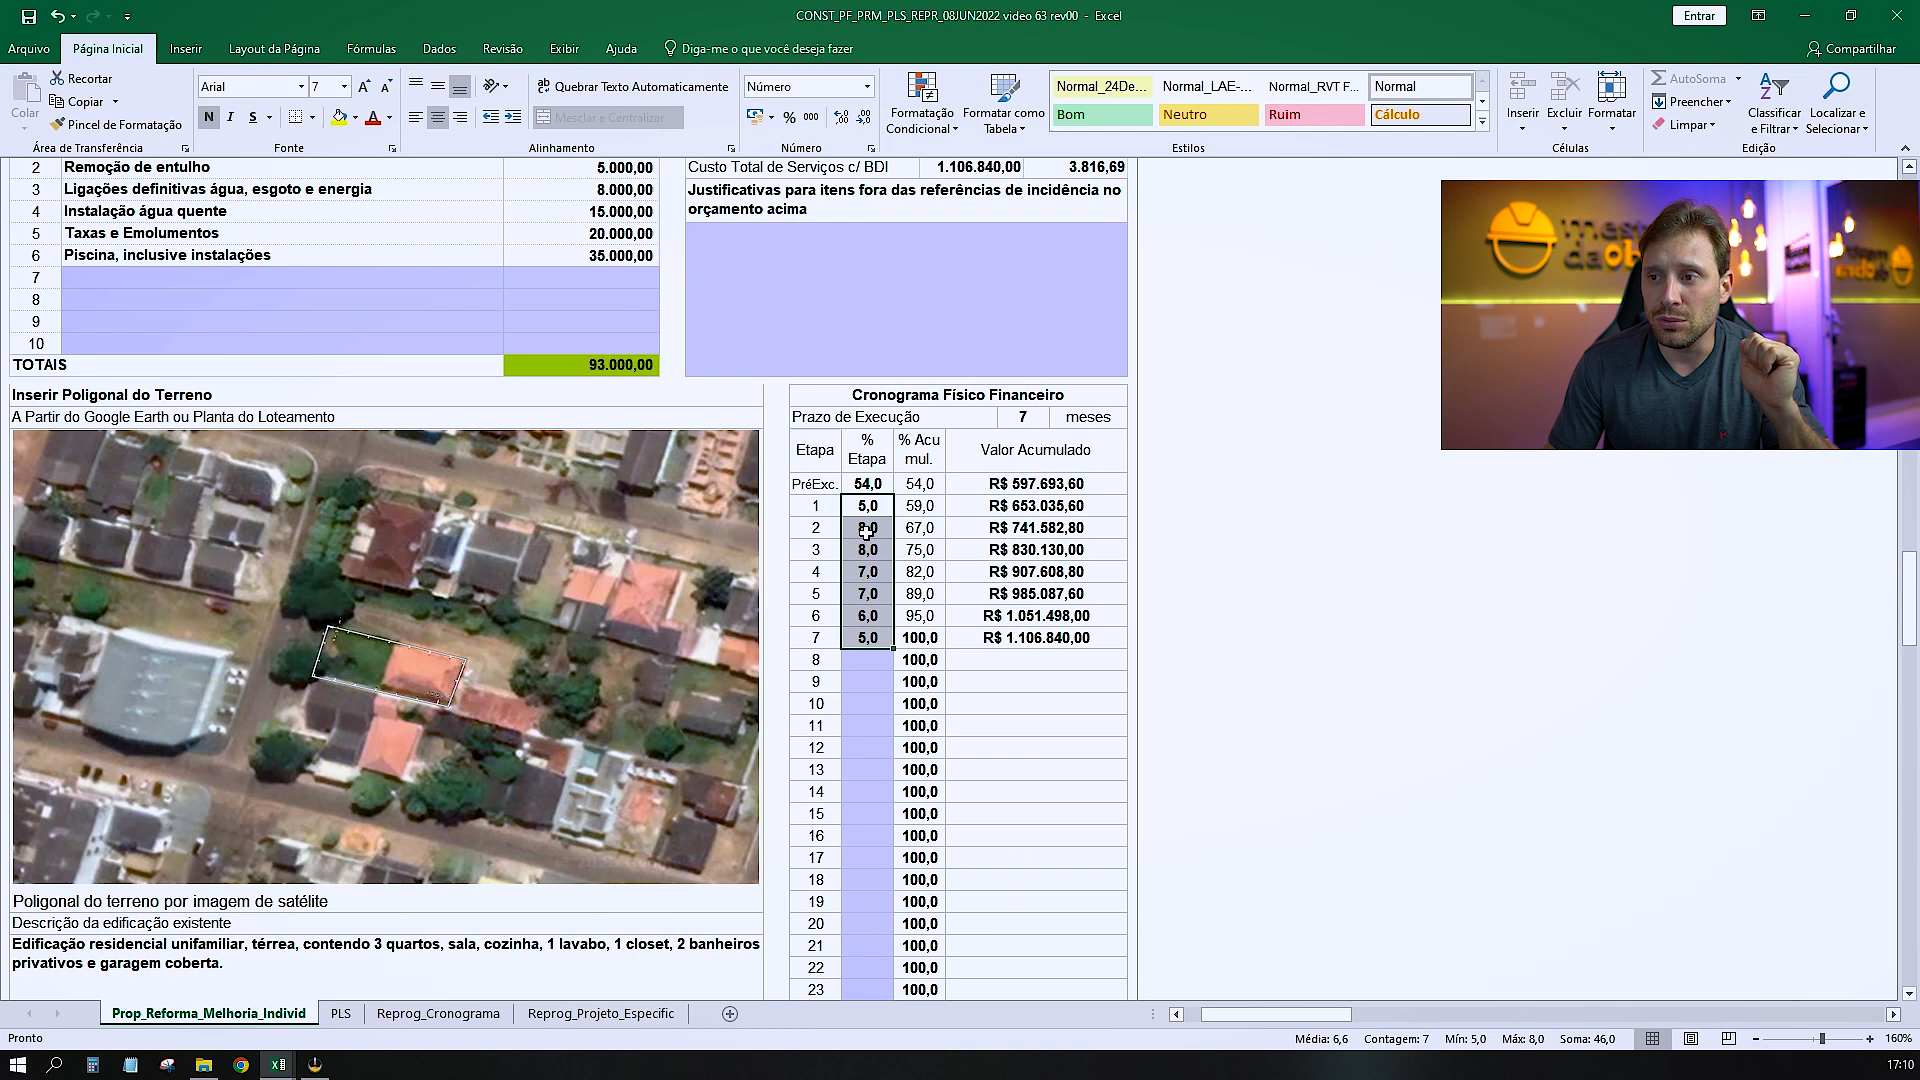 CONST_PF_PRM_PLS_REPR_08JUN2022 video 63 rev00 - Excel
Entrar
Arquivo
Página Inicial
Inserir
Layout da Página
Fórmulas
Dados
Revisão
Exibir
Ajuda
Diga-me o que você deseja fazer
Compartilhar
Colar
Recortar
Copiar
Pincel de Formatação
Área de Transferência
Arial
7
N I S
Fonte
Quebrar Texto Automaticamente
Mesclar e Centralizar
Alinhamento
Número
% 000
Número
Formatação Condicional
Formatar como Tabela
Normal_24De...
Normal_LAE-...
Normal_RVT F...
Normal
Bom
Neutro
Ruim
Cálculo
Estilos
Inserir
Excluir
Formatar
Células
AutoSoma
Preencher
Limpar
Classificar e Filtrar
Localizar e Selecionar
Edição
2 Remoção de entulho 5.000,00
3 Ligações definitivas água, esgoto e energia 8.000,00
4 Instalação água quente 15.000,00
5 Taxas e Emolumentos 20.000,00
6 Piscina, inclusive instalações 35.000,00
7
8
9
10
TOTAIS 93.000,00
Custo Total de Serviços c/ BDI 1.106.840,00 3.816,69
Justificativas para itens fora das referências de incidência no
orçamento acima
Inserir Poligonal do Terreno
A Partir do Google Earth ou Planta do Loteamento
Poligonal do terreno por imagem de satélite
Descrição da edificação existente
Edificação residencial unifamiliar, térrea, contendo 3 quartos, sala, cozinha, 1 lavabo, 1 closet, 2 banheiros
privativos e garagem coberta.
Cronograma Físico Financeiro
Prazo de Execução 7 meses
Etapa % Etapa % Acu mul. Valor Acumulado
PréExc. 54,0 54,0 R$ 597.693,60
1 5,0 59,0 R$ 653.035,60
2 8,0 67,0 R$ 741.582,80
3 8,0 75,0 R$ 830.130,00
4 7,0 82,0 R$ 907.608,80
5 7,0 89,0 R$ 985.087,60
6 6,0 95,0 R$ 1.051.498,00
7 5,0 100,0 R$ 1.106.840,00
8 100,0
9 100,0
10 100,0
11 100,0
12 100,0
13 100,0
14 100,0
15 100,0
16 100,0
17 100,0
18 100,0
19 100,0
20 100,0
21 100,0
22 100,0
23 100,0
Prop_Reforma_Melhoria_Individ
PLS
Reprog_Cronograma
Reprog_Projeto_Especific
Pronto
Média: 6,6
Contagem: 7
Mín: 5,0
Máx: 8,0
Soma: 46,0
160%
17:10